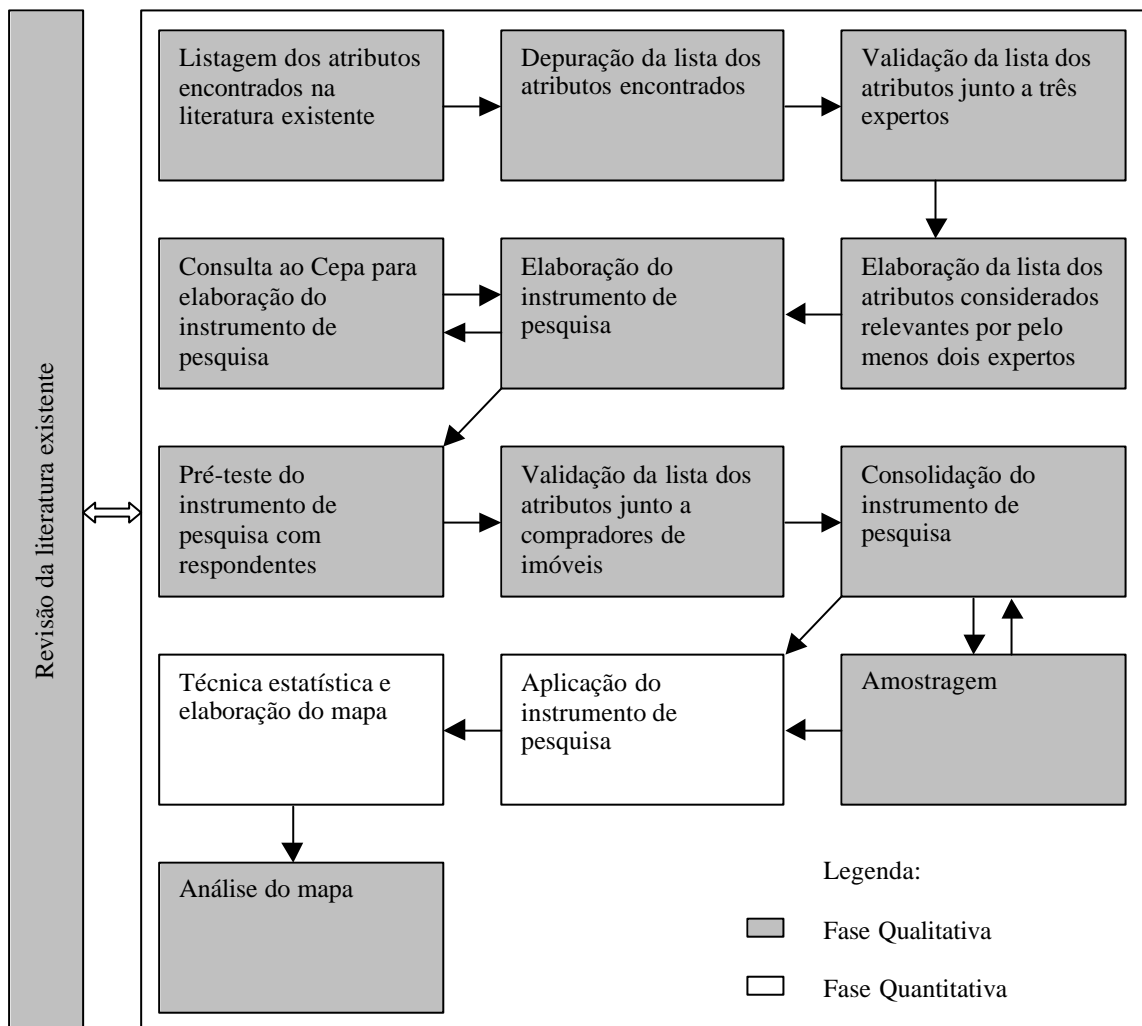 Revisão da literatura existente
Listagem dos atributos
encontrados na
literatura existente
Depuração da lista dos
atributos encontrados
Validação da lista dos
atributos junto a três
expertos
Consulta ao Cepa para
elaboração do
instrumento de
pesquisa
Elaboração do
instrumento de
pesquisa
Elaboração da lista dos
atributos considerados
relevantes por pelo
menos dois expertos
Pré-teste do
instrumento de
pesquisa com
respondentes
Validação da lista dos
atributos junto a
compradores de
imóveis
Consolidação do
instrumento de
pesquisa
Técnica estatística e
elaboração do mapa
Aplicação do
instrumento de
pesquisa
Amostragem
Análise do mapa
Legenda:
Fase Qualitativa
Fase Quantitativa